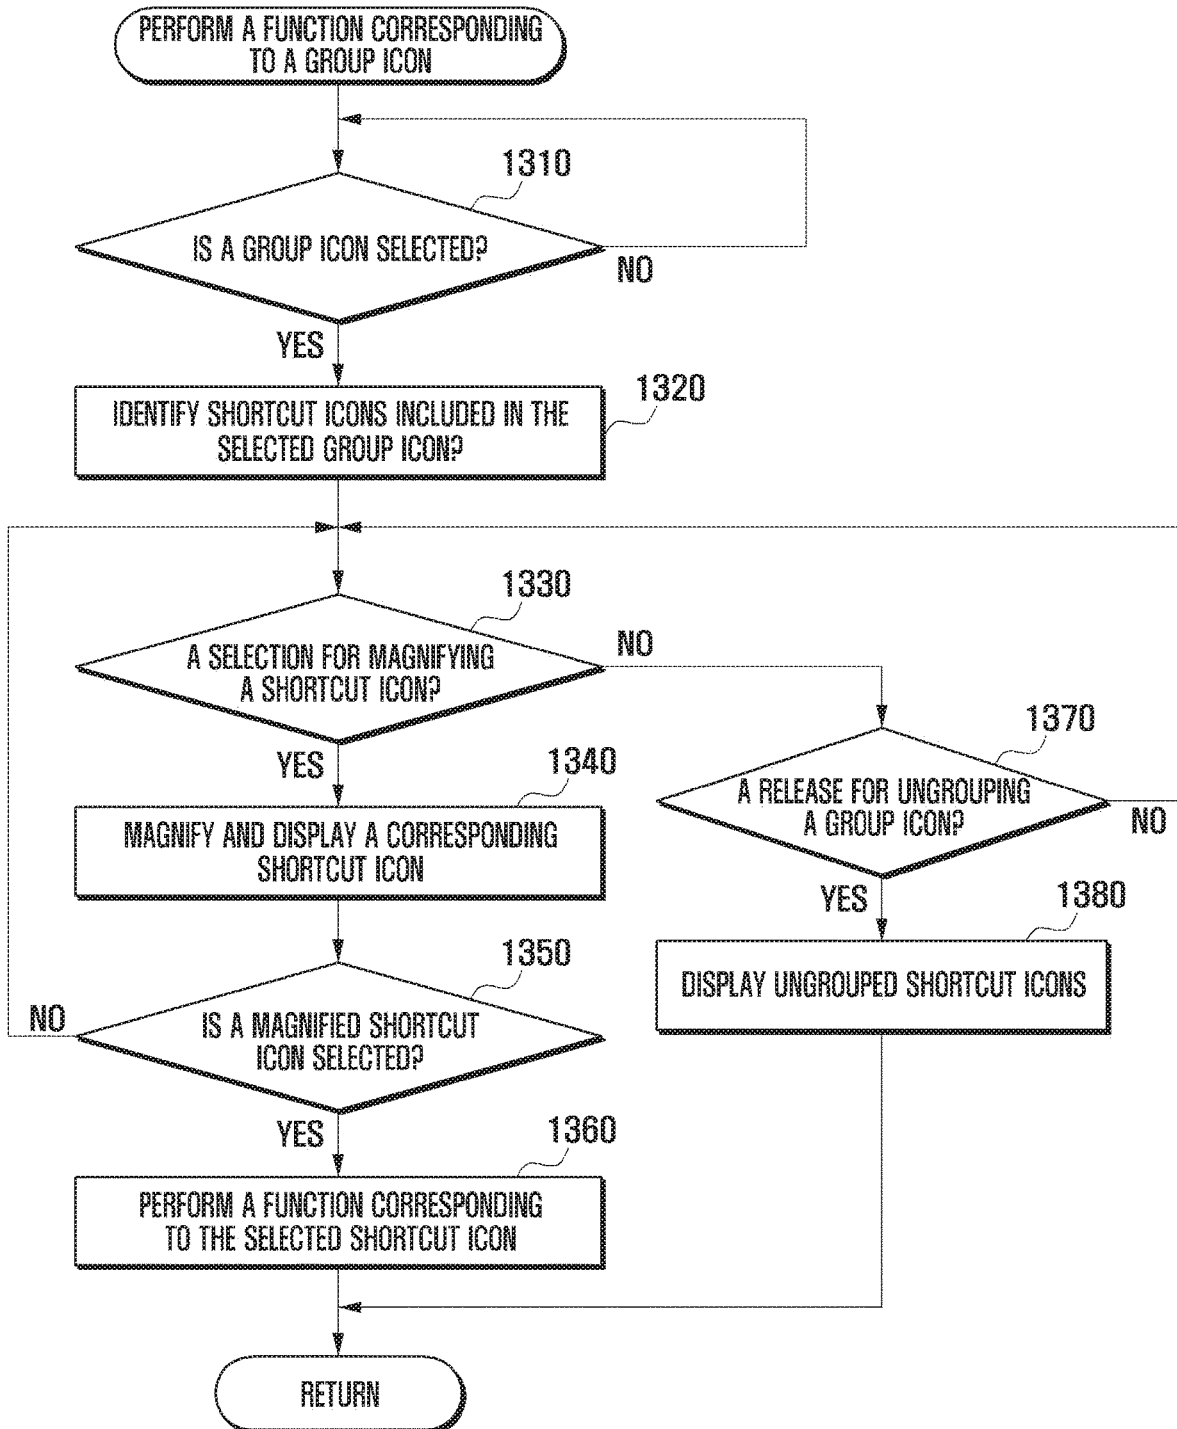 PERFORM A FUNCTION CORRESPONDING
TO A GROUP ICON
1310
IS A GROUP ICON SELECTED?
NO
YES
1320
IDENTIFY SHORTCUT ICONS INCLUDED IN THE
SELECTED GROUP ICON?
1330
NO
A SELECTION FOR MAGNIFYING
A SHORTCUT ICON?
YES
1340
MAGNIFY AND DISPLAY A CORRESPONDING
SHORTCUT ICON
1370
A RELEASE FOR UNGROUPING
A GROUP ICON?
NO
YES
1380
DISPLAY UNGROUPED SHORTCUT ICONS
1350
NO
IS A MAGNIFIED SHORTCUT
ICON SELECTED?
YES
1360
PERFORM A FUNCTION CORRESPONDING
TO THE SELECTED SHORTCUT ICON
RETURN